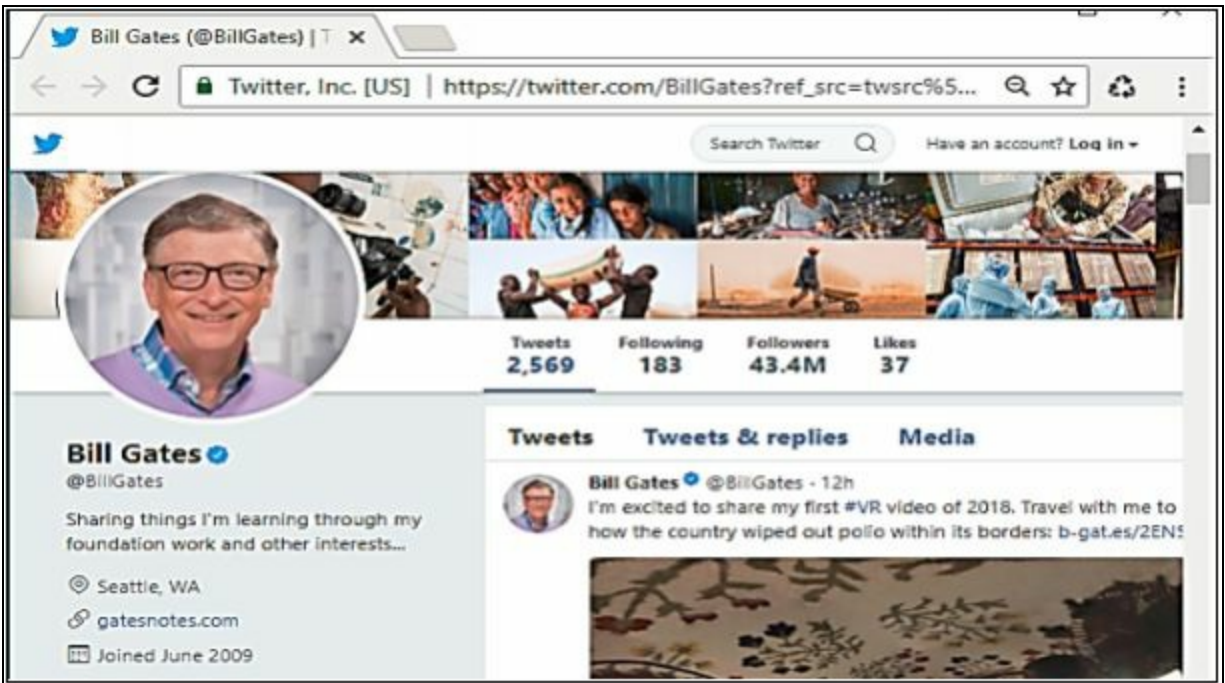 Bill Gates (@BillGates) | T
Twitter, Inc. [US] | https://twitter.com/BillGates?ref_src=twsrc%5...
Search Twitter
Have an account? Log in
Tweets Following Followers Likes
2,569 183 43.4M 37
Bill Gates
@BillGates
Sharing things I'm learning through my
foundation work and other interests...
Seattle, WA
gatesnotes.com
Joined June 2009
Tweets Tweets & replies Media
Bill Gates @BillGates - 12h
I'm excited to share my first #VR video of 2018. Travel with me to
how the country wiped out polio within its borders: b-gat.es/2EN5